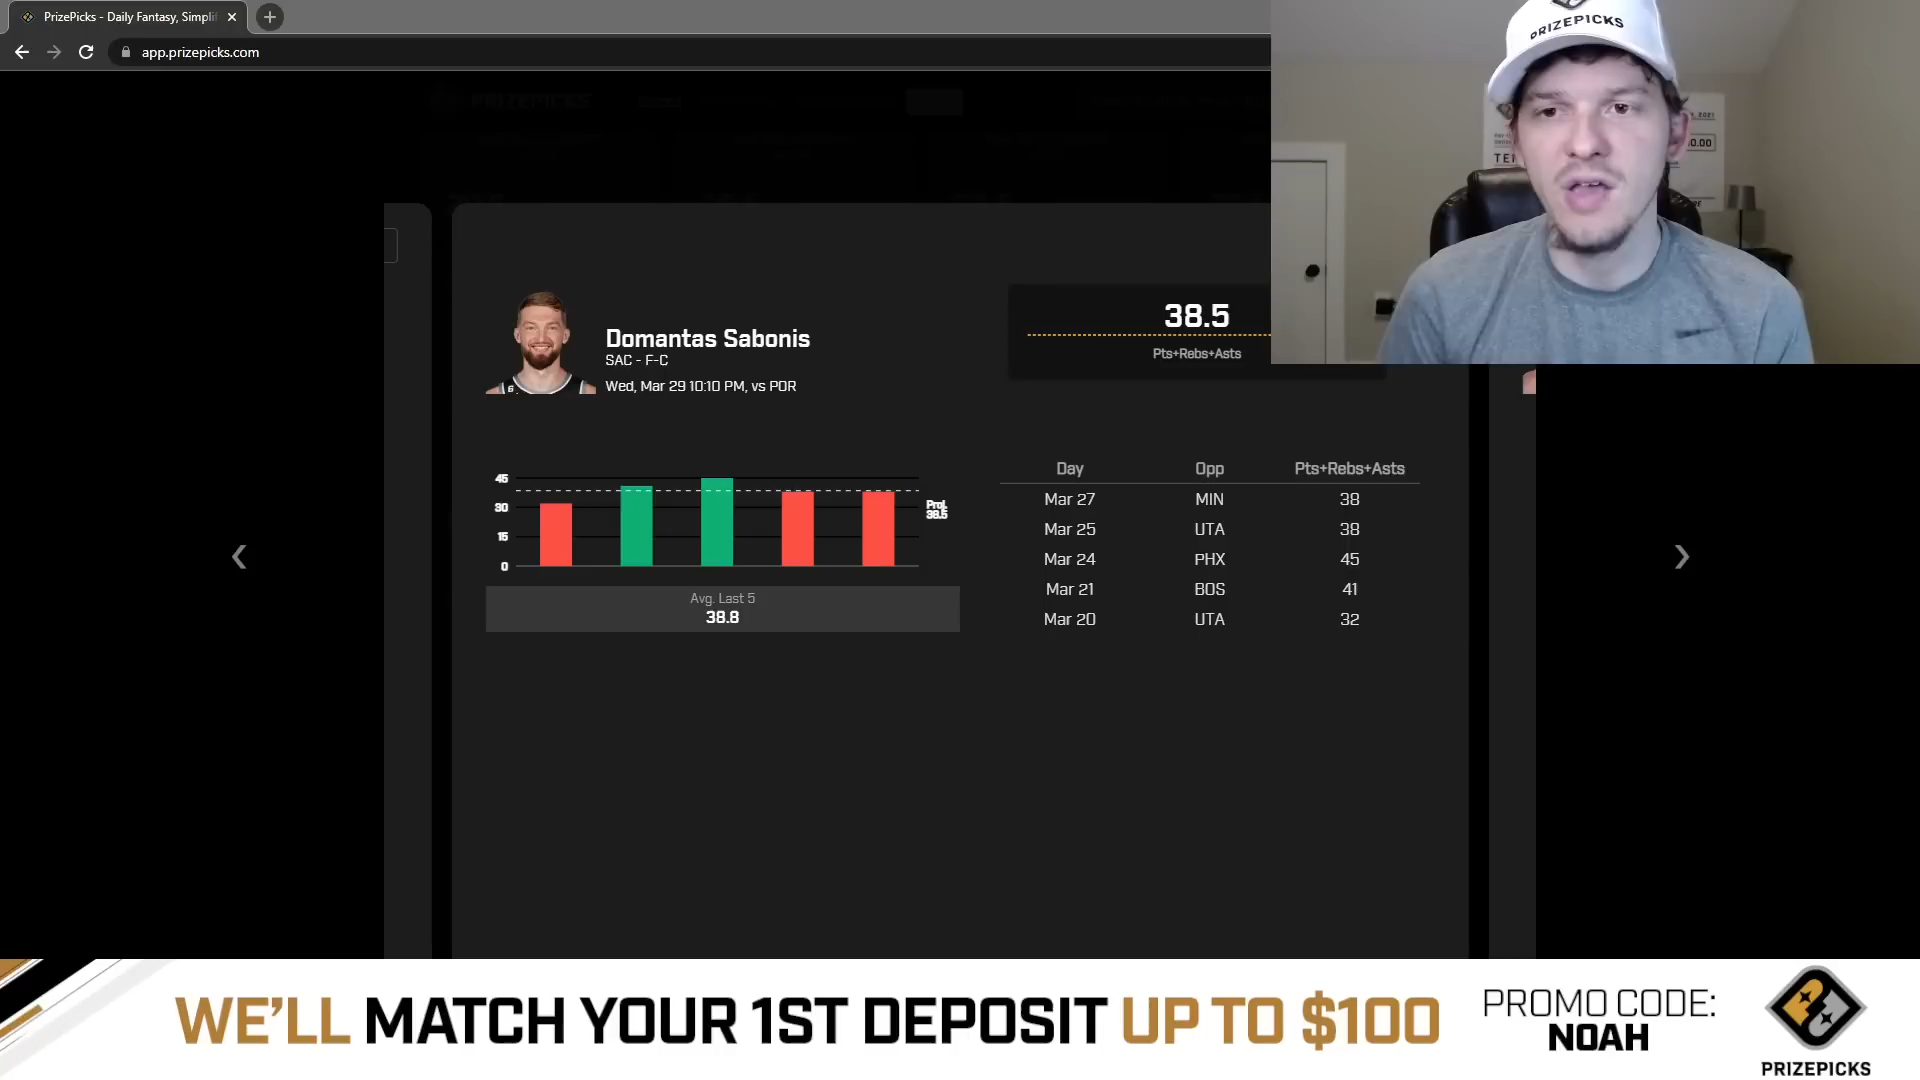 PrizePicks - Daily Fantasy, Simpli
app.prizepicks.com
PRIZEPICKS
PRIZEPICKS
38.5
Pts+Rebs+Asts
Domantas Sabonis
SAC - F-C
Wed, Mar 29 10:10 PM, vs POR
45
30
15
0
Proj.
38.5
Avg. Last 5
38.8
Day Opp Pts+Rebs+Asts
Mar 27 MIN 38
Mar 25 UTA 38
Mar 24 PHX 45
Mar 21 BOS 41
Mar 20 UTA 32
WE'LL MATCH YOUR 1ST DEPOSIT UP TO $100
PROMO CODE:
NOAH
PRIZEPICKS